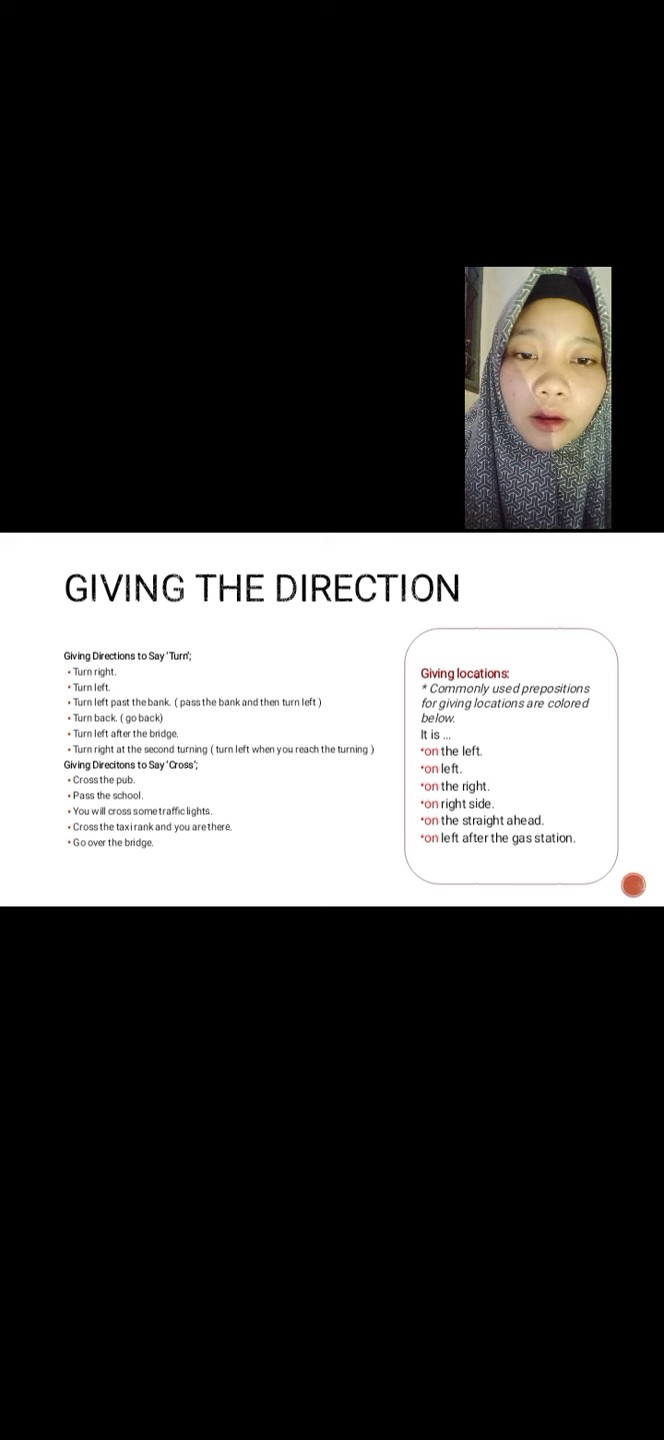 GIVING THE DIRECTION
Giving Directions to Say 'Turn';
• Turn right.
• Turn left.
• Turn left past the bank. ( pass the bank and then turn left )
• Turn back. ( go back)
• Turn left after the bridge.
• Turn right at the second turning ( turn left when you reach the turning )
Giving Direcitons to Say 'Cross';
• Cross the pub.
• Pass the school.
• You will cross some traffic lights.
• Cross the taxi rank and you are there.
• Go over the bridge.
Giving locations:
* Commonly used prepositions
for giving locations are colored
below.
It is ...
•on the left.
•on left.
•on the right.
•on right side.
•on the straight ahead.
•on left after the gas station.